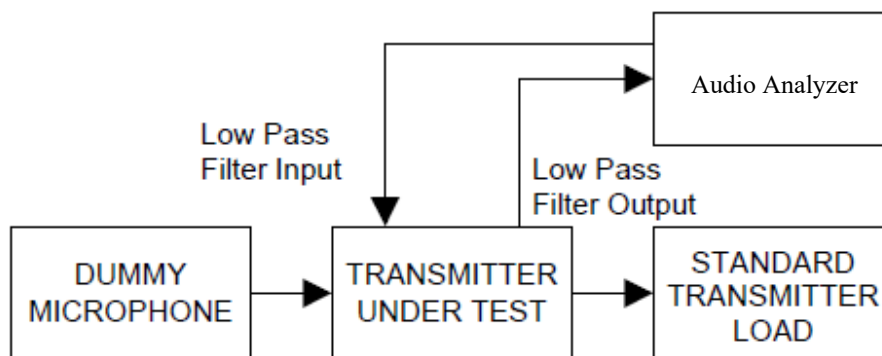 Audio Analyzer
Low Pass
Filter Input
Low Pass
Filter Output
DUMMY
MICROPHONE
TRANSMITTER
UNDER TEST
STANDARD
TRANSMITTER
LOAD